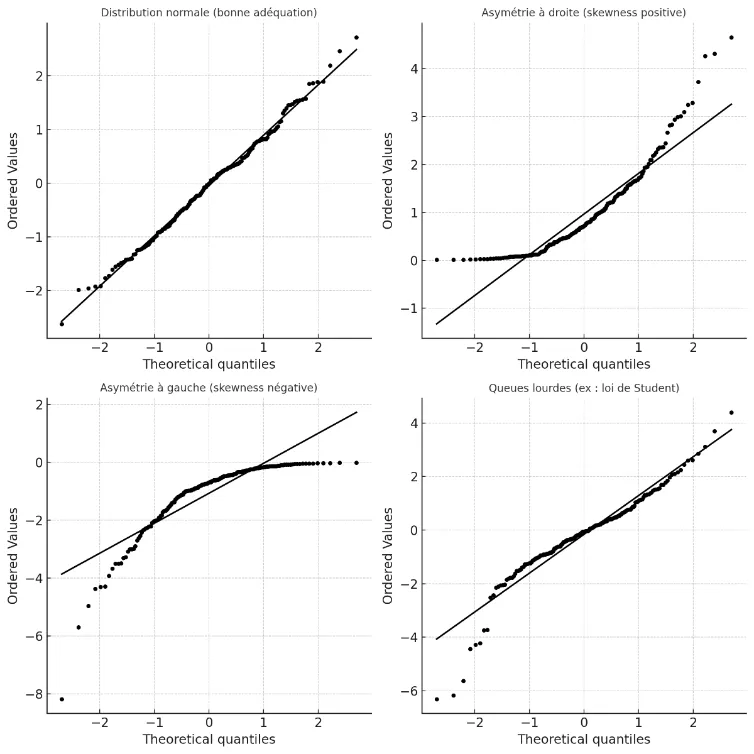 Distribution normale (bonne adéquation)
Ordered Values
2
1
0
−1
−2
−2 −1 0 1 2
Theoretical quantiles
Asymétrie à droite (skewness positive)
Ordered Values
4
3
2
1
0
−1
−2 −1 0 1 2
Theoretical quantiles
Asymétrie à gauche (skewness négative)
Ordered Values
2
0
−2
−4
−6
−8
−2 −1 0 1 2
Theoretical quantiles
Queues lourdes (ex : loi de Student)
Ordered Values
4
2
0
−2
−4
−6
−2 −1 0 1 2
Theoretical quantiles